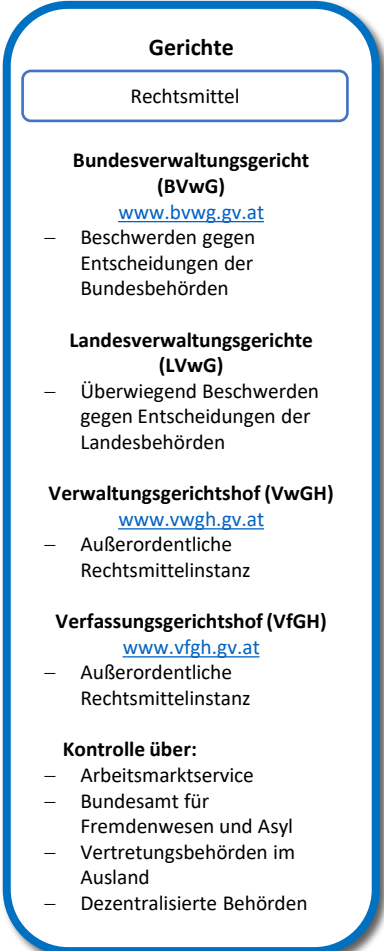 Gerichte
Rechtsmittel
Bundesverwaltungsgericht
(BVwG)
www.bvwg.gv.at
– Beschwerden gegen
Entscheidungen der
Bundesbehörden
Landesverwaltungsgerichte
(LVwG)
– Überwiegend Beschwerden
gegen Entscheidungen der
Landesbehörden
Verwaltungsgerichtshof (VwGH)
www.vwgh.gv.at
– Außerordentliche
Rechtsmittelinstanz
Verfassungsgerichtshof (VfGH)
www.vfgh.gv.at
– Außerordentliche
Rechtsmittelinstanz
Kontrolle über:
– Arbeitsmarktservice
– Bundesamt für
Fremdenwesen und Asyl
– Vertretungsbehörden im
Ausland
– Dezentralisierte Behörden